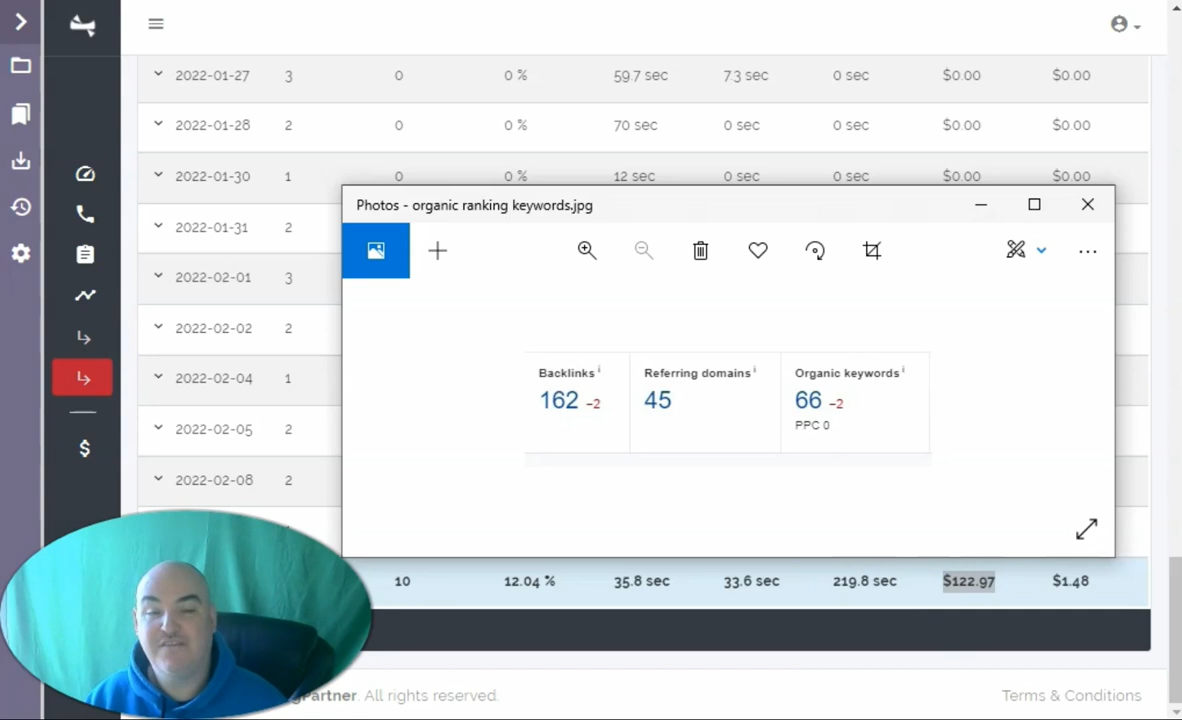 2022-01-27 3 0 0 % 59.7 sec 7.3 sec 0 sec $0.00 $0.00
2022-01-28 2 0 0 % 70 sec 0 sec 0 sec $0.00 $0.00
2022-01-30 1 0 0 % 12 sec 0 sec 0 sec $0.00 $0.00
2022-01-31 2
2022-02-01 3
2022-02-02 2
2022-02-04 1
2022-02-05 2
2022-02-08 2
Photos - organic ranking keywords.jpg
Backlinks i Referring domains i Organic keywords i
162 -2 45 66 -2
PPC 0
10 12.04 % 35.8 sec 33.6 sec 219.8 sec $122.97 $1.48
Partner. All rights reserved. Terms & Conditions